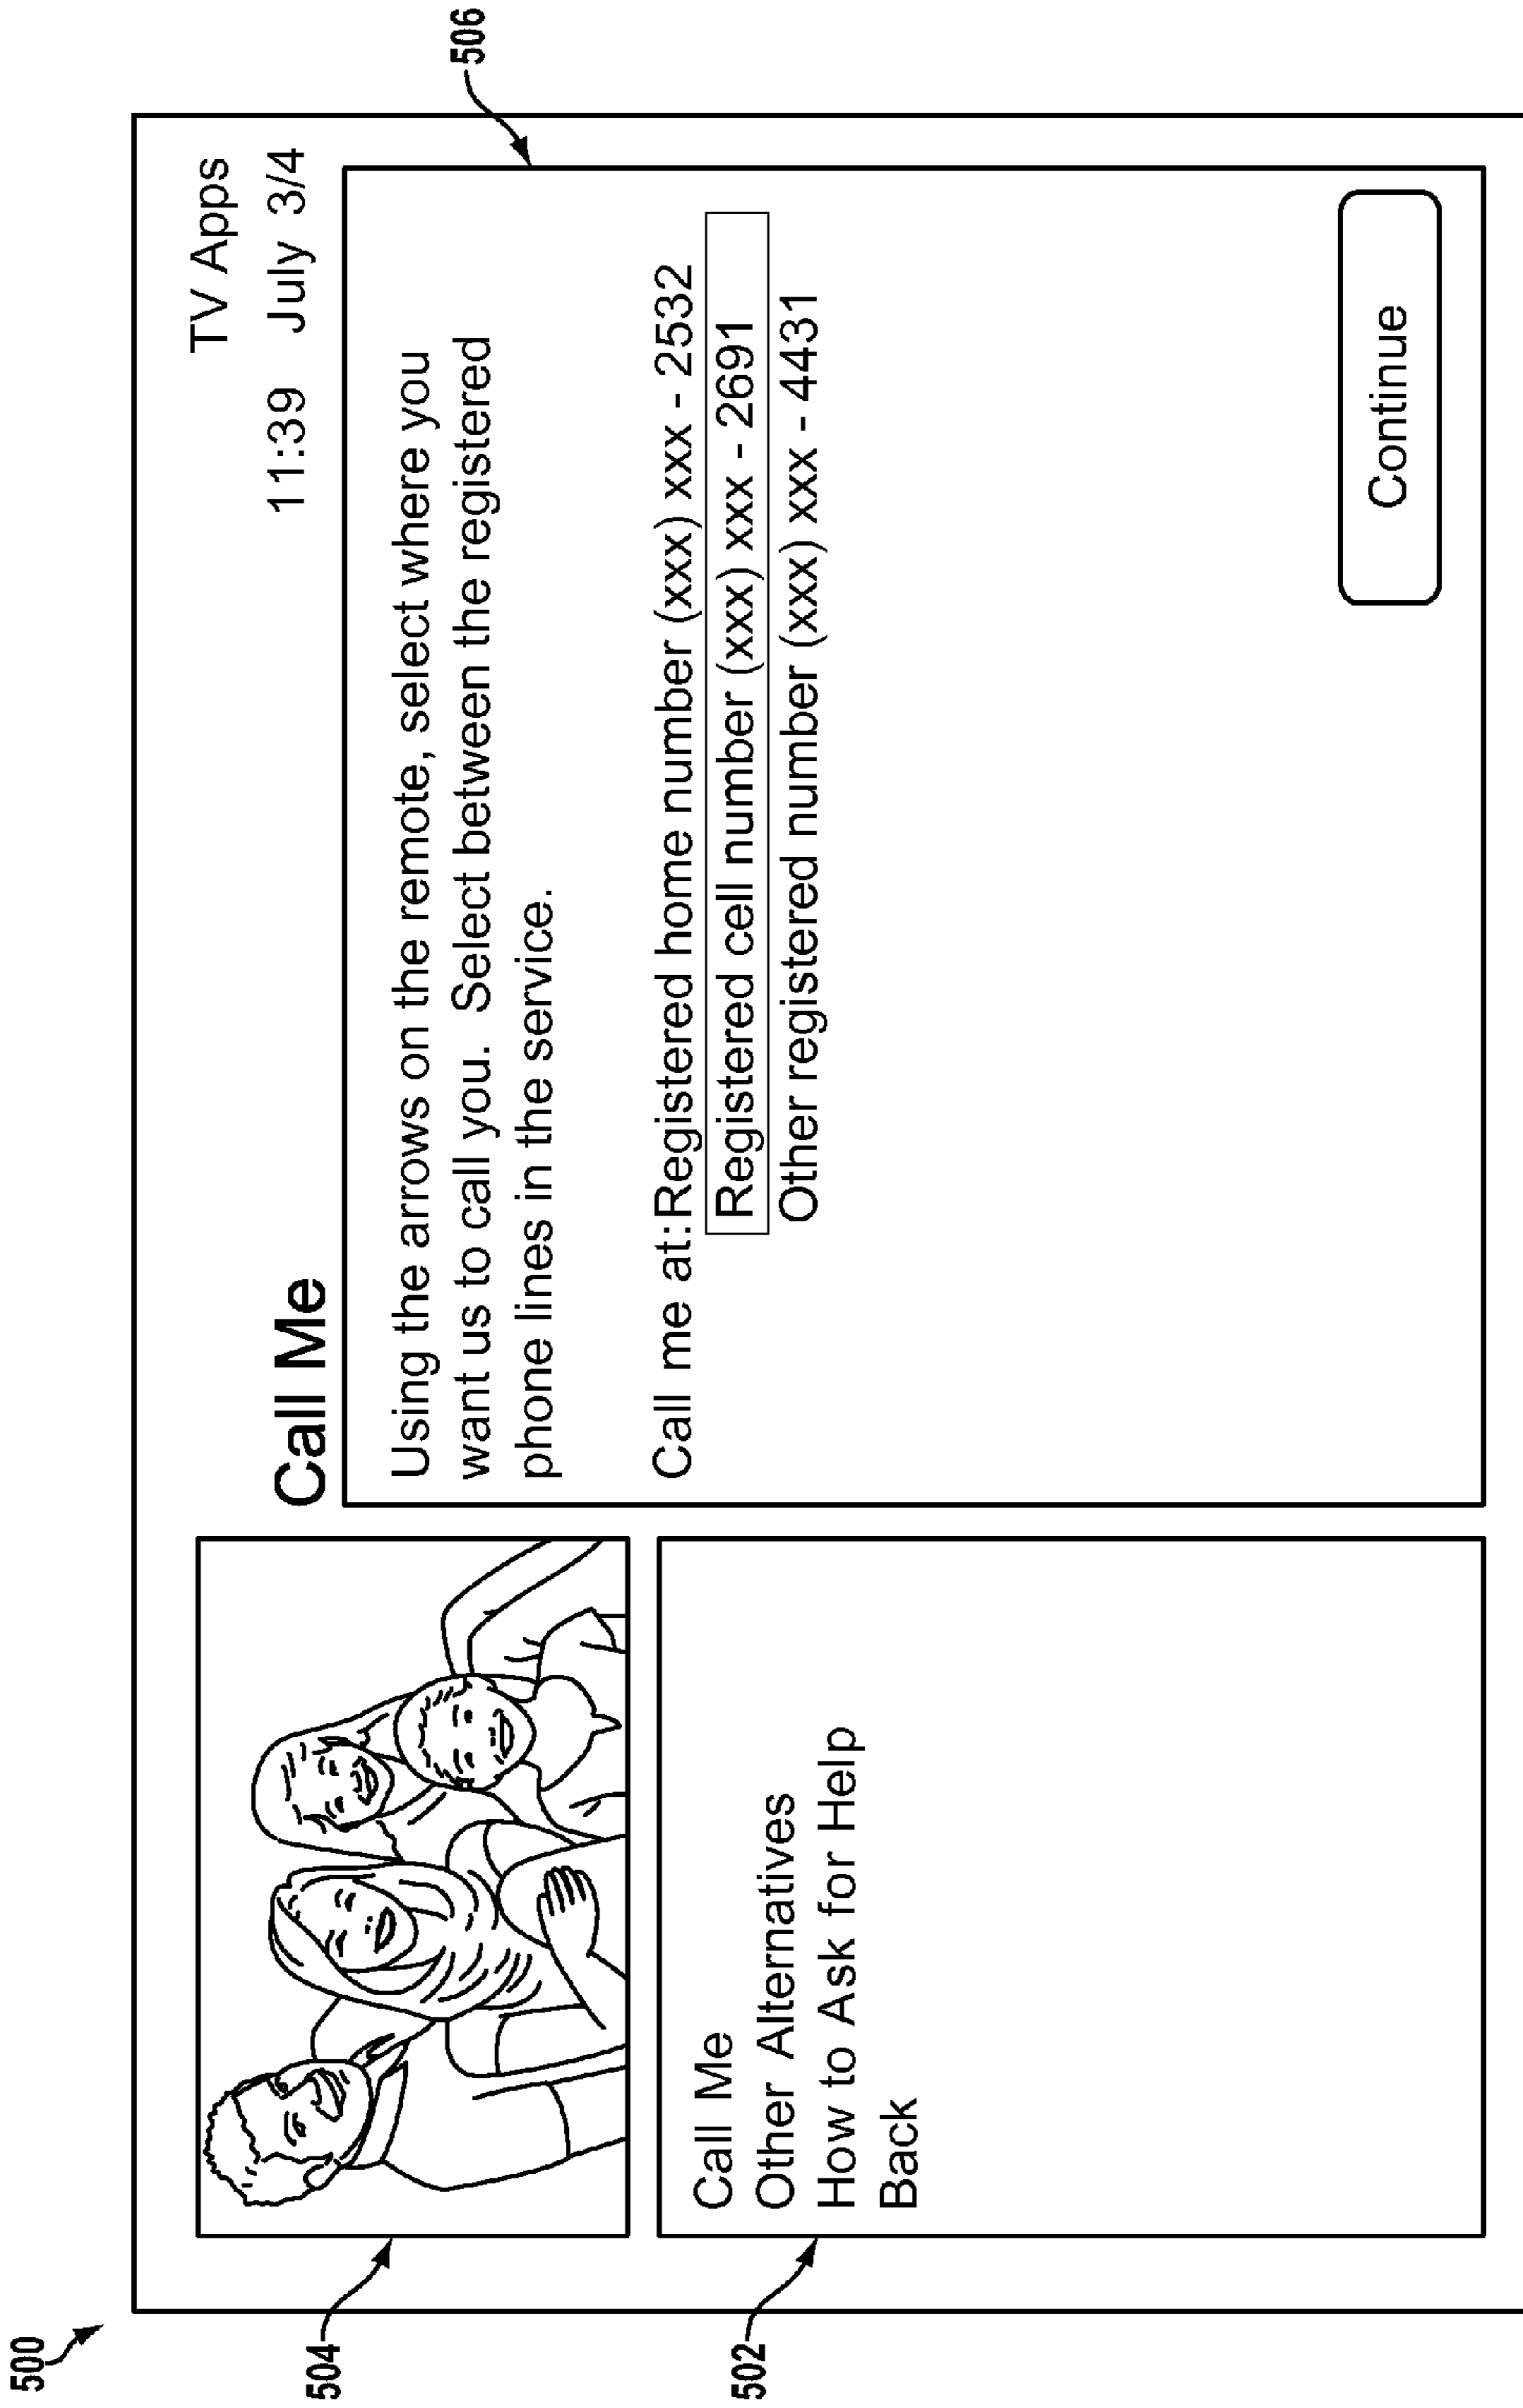 500
TV Apps
Call Me
11:39 July 3/4
504
506
Using the arrows on the remote, select where you
want us to call you. Select between the registered
phone lines in the service.
Call me at:Registered home number (xxx) xxx - 2532
Registered cell number (xxx) xxx - 2691
Other registered number (xxx) xxx - 4431
Continue
502
Call Me
Other Alternatives
How to Ask for Help
Back